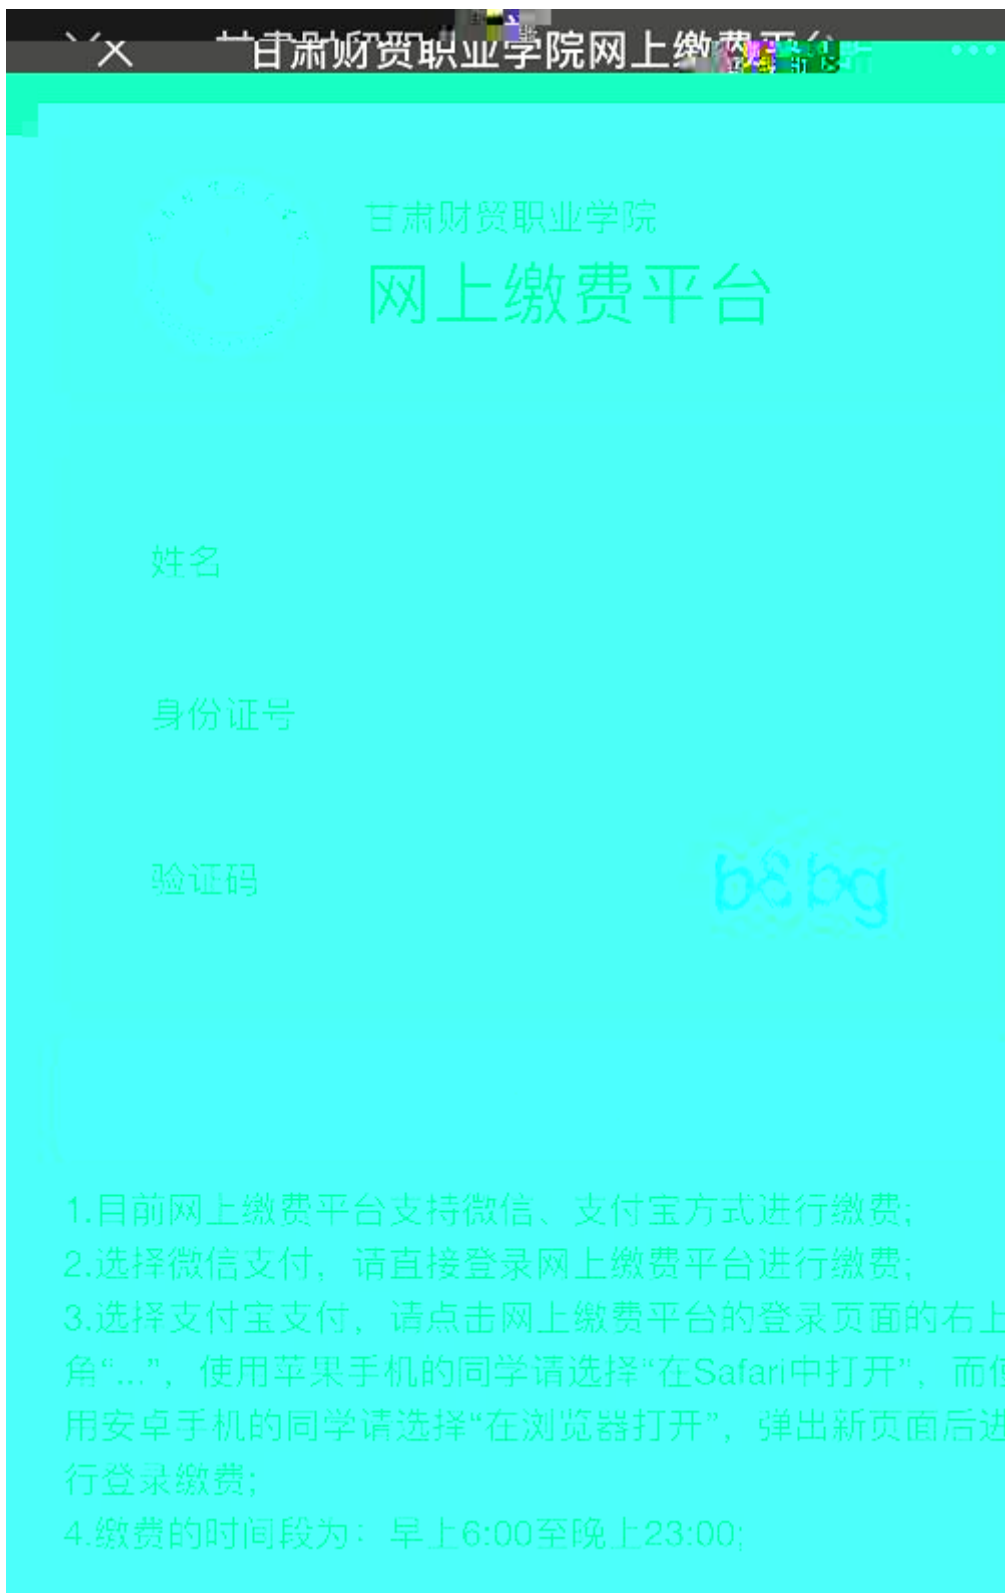 甘肃财贸职业学院网上缴费平台
甘肃财贸职业学院
网上缴费平台
姓名
身份证号
验证码
b3bg
1.目前网上缴费平台支持微信、支付宝方式进行缴费;
2.选择微信支付，请直接登录网上缴费平台进行缴费;
3.选择支付宝支付，请点击网上缴费平台的登录页面的右上
角“...”，使用苹果手机的同学请选择“在Safari中打开”，而使
用安卓手机的同学请选择“在浏览器打开”，弹出新页面后进
行登录缴费;
4.缴费的时间段为：早上6:00至晚上23:00;